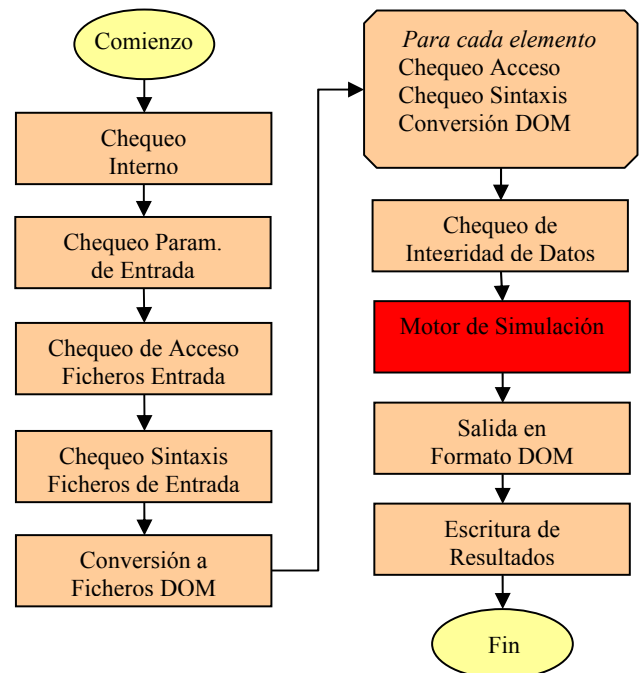 Comienzo
Chequeo
Interno
Chequeo Param.
de Entrada
Chequeo de Acceso
Ficheros Entrada
Chequeo Sintaxis
Ficheros de Entrada
Conversión a
Ficheros DOM
Para cada elemento
Chequeo Acceso
Chequeo Sintaxis
Conversión DOM
Chequeo de
Integridad de Datos
Motor de Simulación
Salida en
Formato DOM
Escritura de
Resultados
Fin